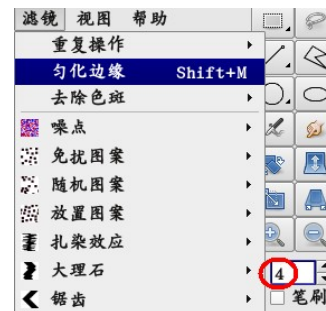 滤镜 视图 帮助
重复操作
匀化边缘 Shift+M
去除色斑
噪点
免扰图案
随机图案
放置图案
扎染效应
大理石
4
锯齿
笔刷